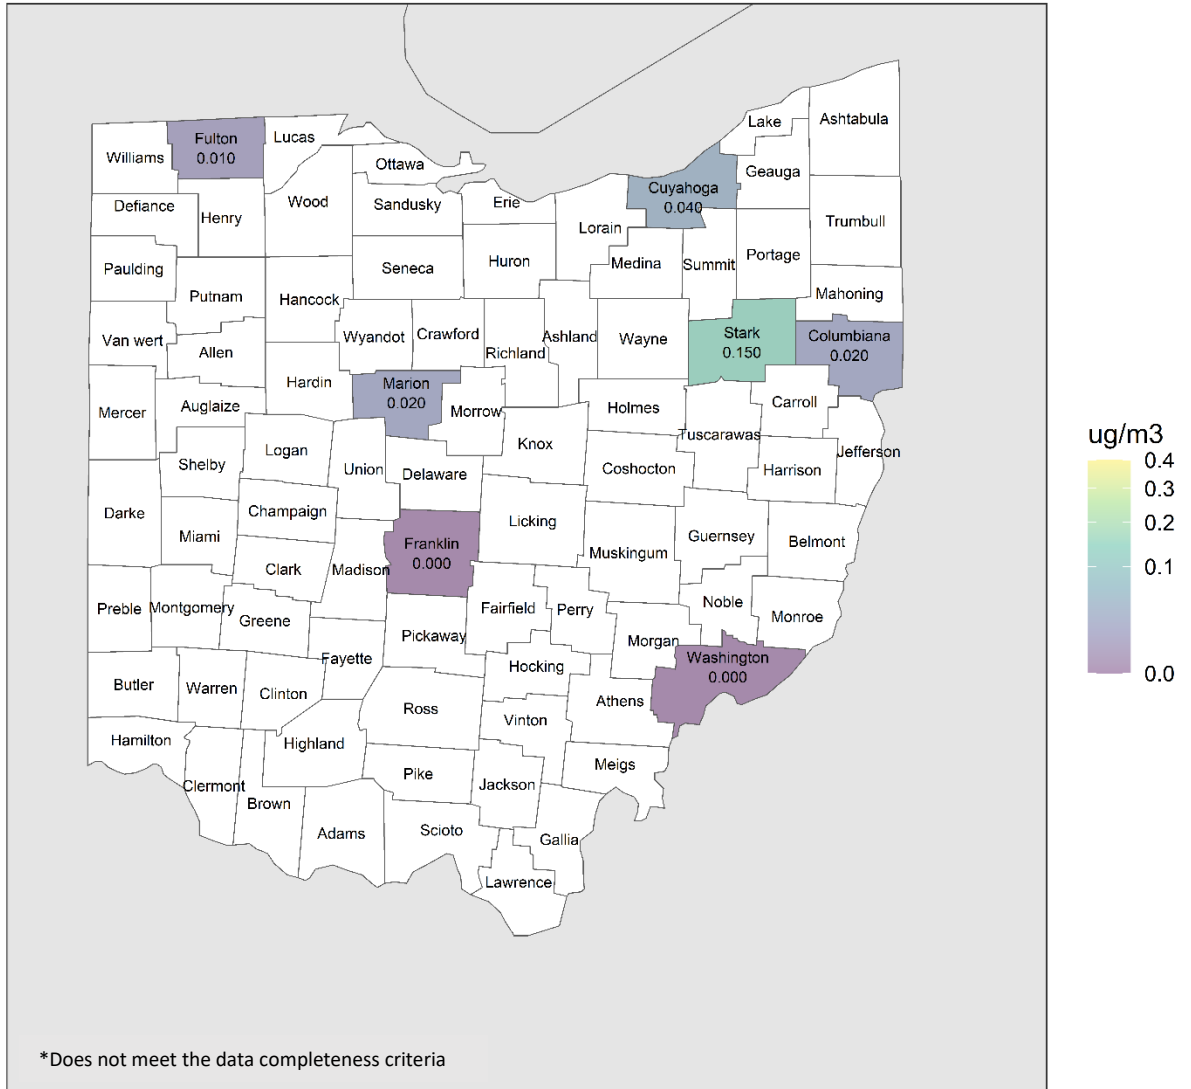 Lake
Ashtabula
Fulton
0.010
Lucas
Williams
Ottawa
Geauga
Cuyahoga
0.040
Wood
Sandusky
Erie
Defiance
Henry
Lorain
Trumbull
Paulding
Seneca
Huron
Medina
Summit
Portage
Putnam
Hancock
Mahoning
Van wert
Allen
Wyandot
Crawford
Richland
Ashland
Wayne
Stark
0.150
Columbiana
0.020
Hardin
Marion
0.020
Mercer
Auglaize
Morrow
Holmes
Carroll
Tuscarawas
Knox
Jefferson
Logan
Shelby
Union
Delaware
Coshocton
Harrison
Darke
Champaign
Licking
Miami
Franklin
0.000
Muskingum
Guernsey
Belmont
Clark
Madison
Preble
Montgomery
Greene
Fairfield
Perry
Noble
Monroe
Pickaway
Morgan
Fayette
Hocking
Washington
0.000
Butler
Warren
Clinton
Ross
Athens
Vinton
Hamilton
Highland
Meigs
Pike
Jackson
Clermont
Brown
Adams
Scioto
Gallia
Lawrence
ug/m3
0.4
0.3
0.2
0.1
0.0
*Does not meet the data completeness criteria